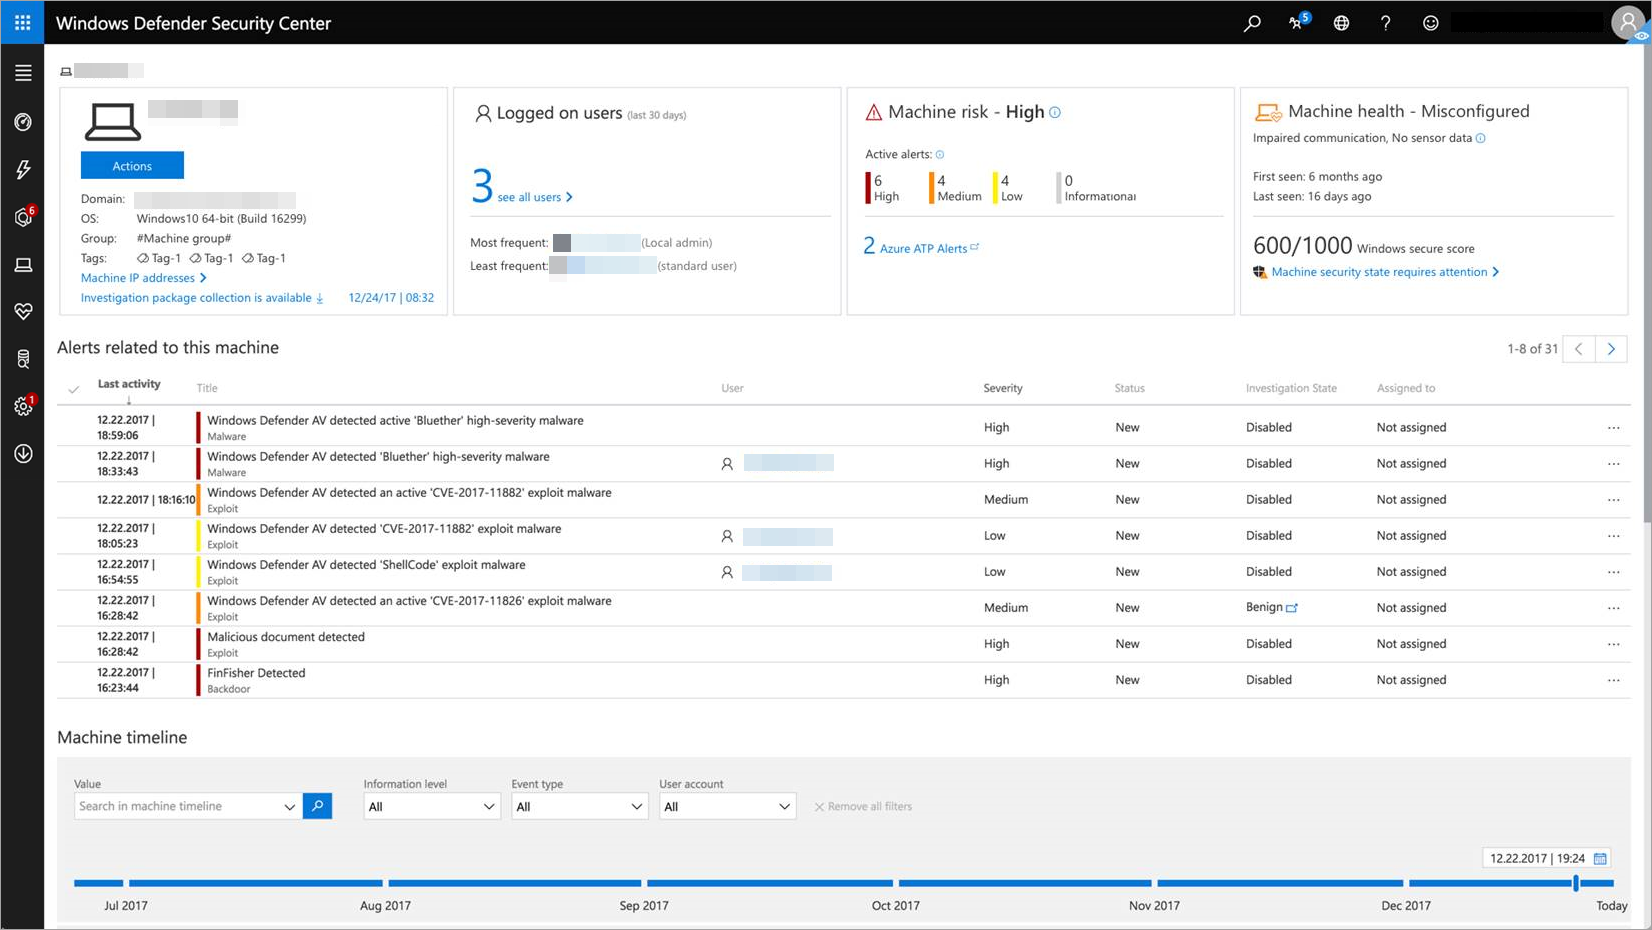 Windows Defender Security Center
5
6
1
Actions
Domain:
OS: Windows10 64-bit (Build 16299)
Group: #Machine group#
Tags: Tag-1 Tag-1 Tag-1
Machine IP addresses
Investigation package collection is available 12/24/17 | 08:32
Logged on users (last 30 days)
3 see all users
Most frequent: (Local admin)
Least frequent: (standard user)
Machine risk - High
Active alerts:
6 High
4 Medium
4 Low
0 Informational
2 Azure ATP Alerts
Machine health - Misconfigured
Impaired communication, No sensor data
First seen: 6 months ago
Last seen: 16 days ago
600/1000 Windows secure score
Machine security state requires attention
Alerts related to this machine
1-8 of 31
Last activity Title User Severity Status Investigation State Assigned to
12.22.2017 | 18:59:06 Windows Defender AV detected active 'Bluether' high-severity malware High New Disabled Not assigned ...
Malware
12.22.2017 | 18:33:43 Windows Defender AV detected 'Bluether' high-severity malware High New Disabled Not assigned ...
Malware
12.22.2017 | 18:16:10 Windows Defender AV detected an active 'CVE-2017-11882' exploit malware Medium New Disabled Not assigned ...
Exploit
12.22.2017 | 18:05:23 Windows Defender AV detected 'CVE-2017-11882' exploit malware Low New Disabled Not assigned ...
Exploit
12.22.2017 | 16:54:55 Windows Defender AV detected 'ShellCode' exploit malware Low New Disabled Not assigned ...
Exploit
12.22.2017 | 16:28:42 Windows Defender AV detected an active 'CVE-2017-11826' exploit malware Medium New Benign Not assigned ...
Exploit
12.22.2017 | 16:28:42 Malicious document detected High New Disabled Not assigned ...
Exploit
12.22.2017 | 16:23:44 FinFisher Detected High New Disabled Not assigned ...
Backdoor
Machine timeline
Value Information level Event type User account
Search in machine timeline All All All Remove all filters
12.22.2017 | 19:24
Jul 2017 Aug 2017 Sep 2017 Oct 2017 Nov 2017 Dec 2017 Today